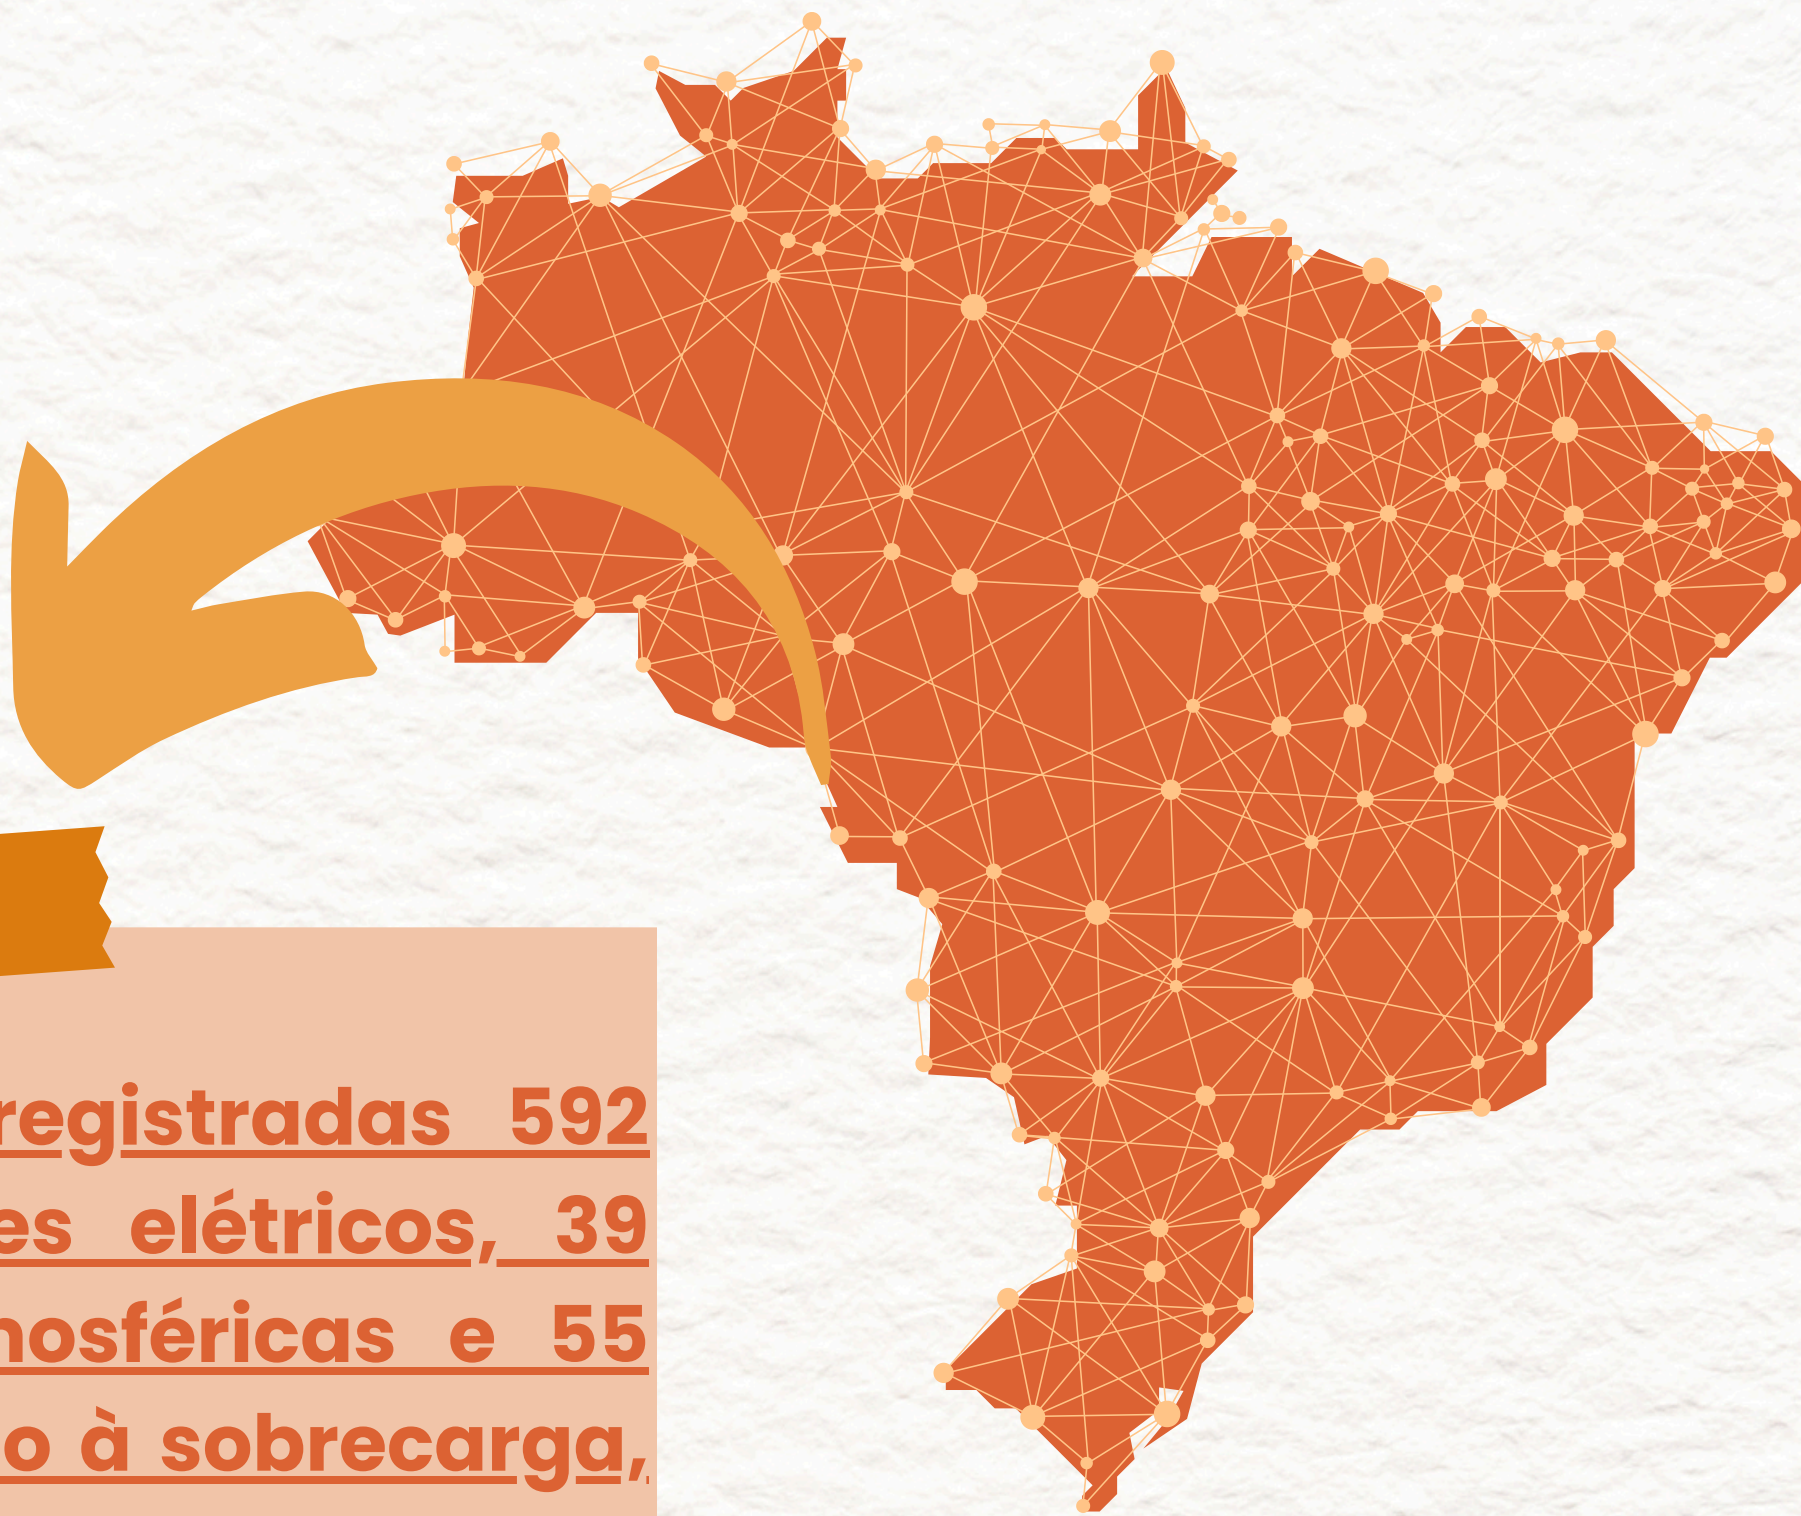 registradas 592
es elétricos, 39
nosféricas e 55
o à sobrecarga,